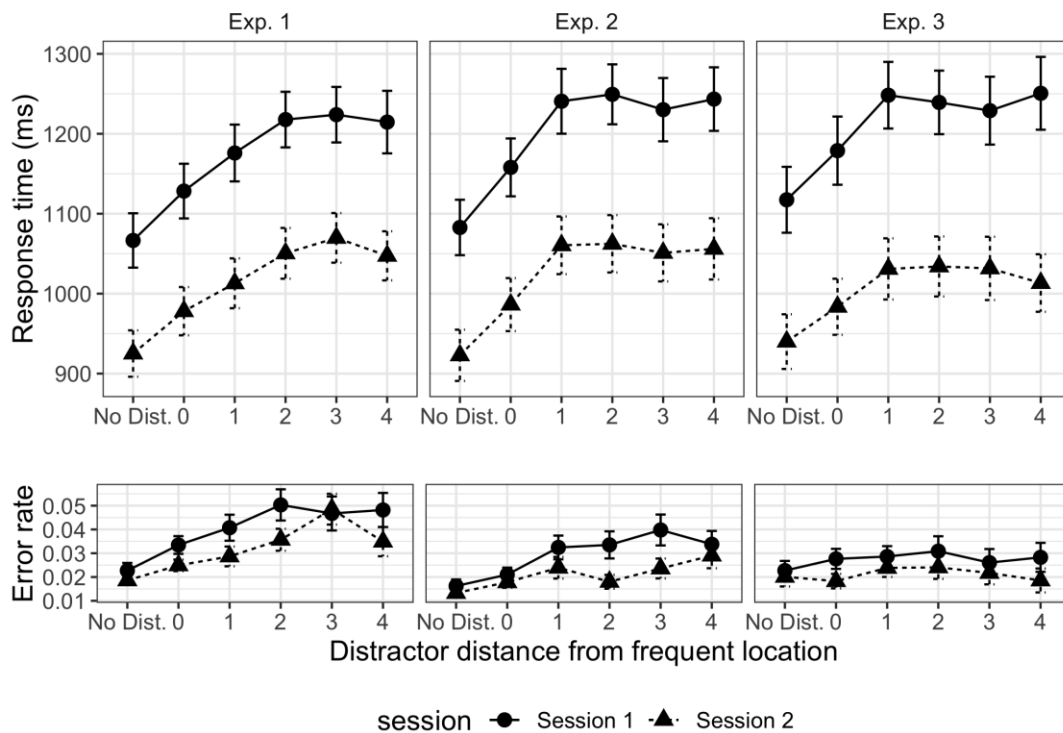 Exp. 1 Exp. 2 Exp. 3
Response time (ms)
1300
1200
1100
1000
900
No Dist. 0 1 2 3 4 No Dist. 0 1 2 3 4 No Dist. 0 1 2 3 4
Error rate
0.05
0.04
0.03
0.02
0.01
No Dist. 0 1 2 3 4 No Dist. 0 1 2 3 4 No Dist. 0 1 2 3 4
Distractor distance from frequent location
session Session 1 Session 2